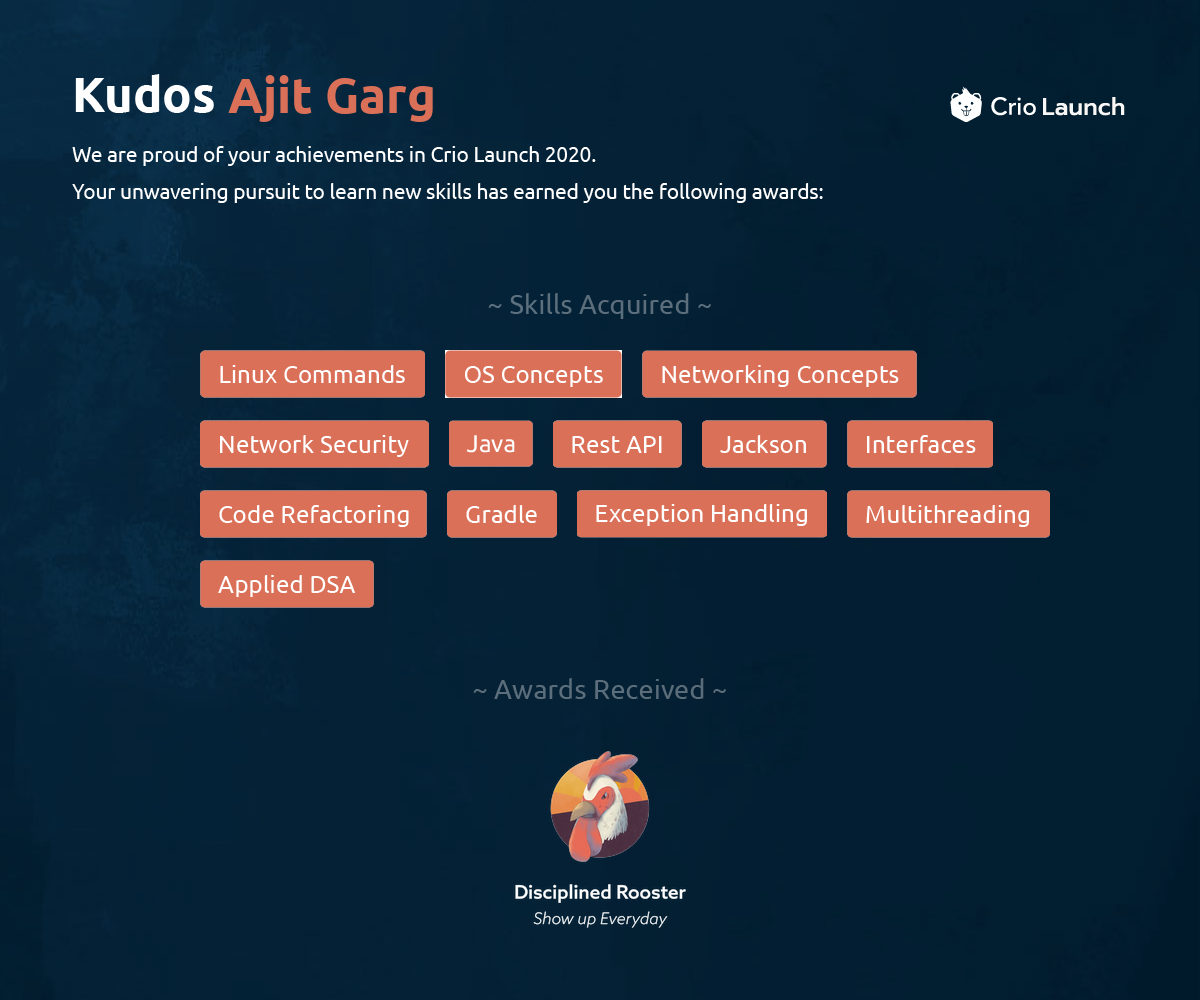 Kudos Ajit Garg
Crio Launch
We are proud of your achievements in Crio Launch 2020.
Your unwavering pursuit to learn new skills has earned you the following awards:
~ Skills Acquired ~
Linux Commands OS Concepts Networking Concepts
Network Security Java Rest API Jackson Interfaces
Code Refactoring Gradle Exception Handling Multithreading
Applied DSA
~ Awards Received ~
Disciplined Rooster
Show up Everyday